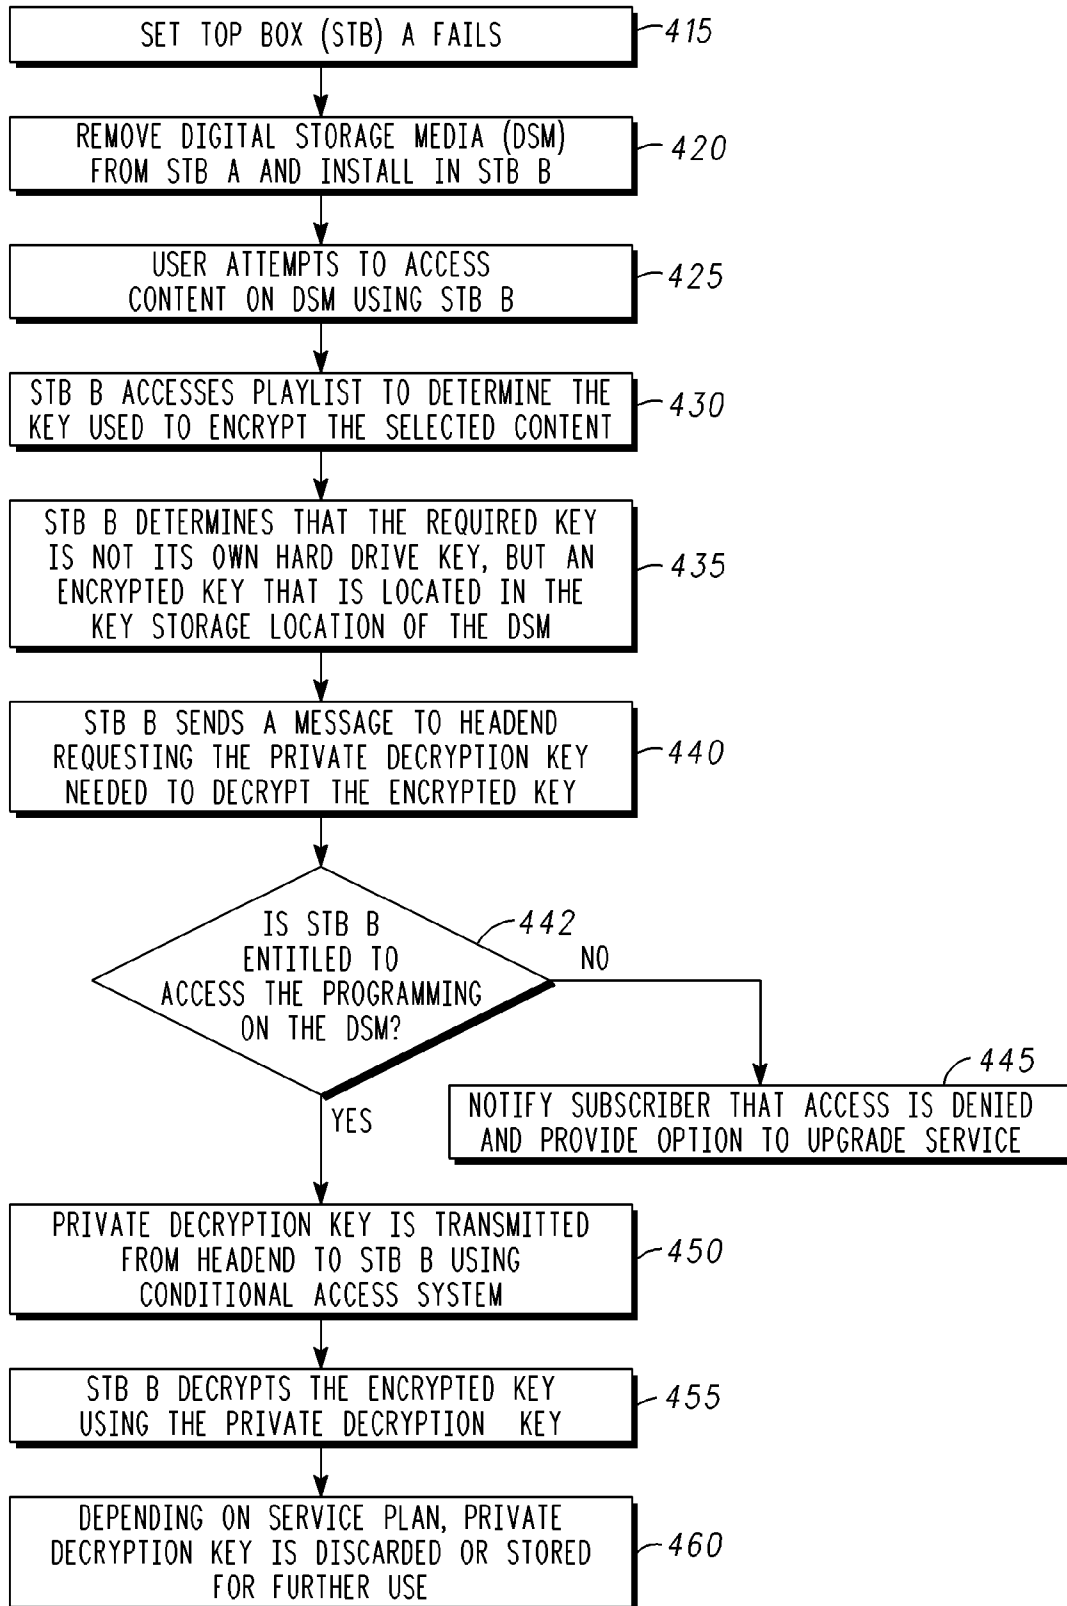 SET TOP BOX (STB) A FAILS
415
REMOVE DIGITAL STORAGE MEDIA (DSM)
FROM STB A AND INSTALL IN STB B
420
USER ATTEMPTS TO ACCESS
CONTENT ON DSM USING STB B
425
STB B ACCESSES PLAYLIST TO DETERMINE THE
KEY USED TO ENCRYPT THE SELECTED CONTENT
430
STB B DETERMINES THAT THE REQUIRED KEY
IS NOT ITS OWN HARD DRIVE KEY, BUT AN
ENCRYPTED KEY THAT IS LOCATED IN THE
KEY STORAGE LOCATION OF THE DSM
435
STB B SENDS A MESSAGE TO HEADEND
REQUESTING THE PRIVATE DECRYPTION KEY
NEEDED TO DECRYPT THE ENCRYPTED KEY
440
IS STB B
ENTITLED TO
ACCESS THE PROGRAMMING
ON THE DSM?
442
NO
YES
445
NOTIFY SUBSCRIBER THAT ACCESS IS DENIED
AND PROVIDE OPTION TO UPGRADE SERVICE
PRIVATE DECRYPTION KEY IS TRANSMITTED
FROM HEADEND TO STB B USING
CONDITIONAL ACCESS SYSTEM
450
STB B DECRYPTS THE ENCRYPTED KEY
USING THE PRIVATE DECRYPTION KEY
455
DEPENDING ON SERVICE PLAN, PRIVATE
DECRYPTION KEY IS DISCARDED OR STORED
FOR FURTHER USE
460